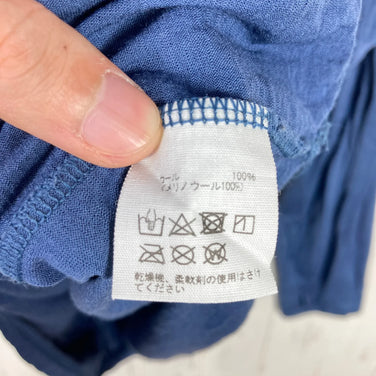 ウール 100%
(メリノウール100%)
乾燥機、柔軟剤の使用はさけ
てください